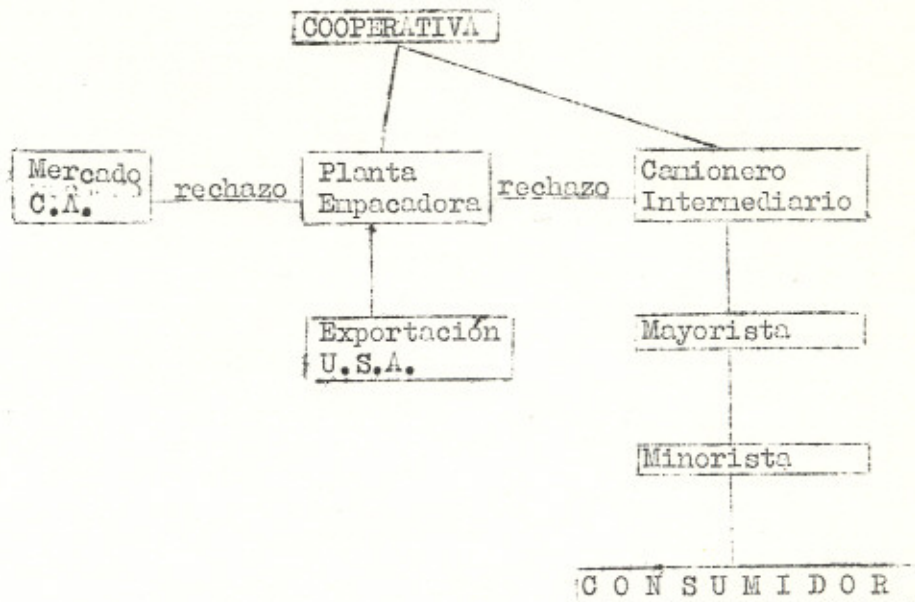 COOPERATIVA
Mercado
C.A.
rechazo
Planta
Empacadora
rechazo
Camionero
Intermediario
Exportación
U.S.A.
Mayorista
Minorista
C O N S U M I D O R